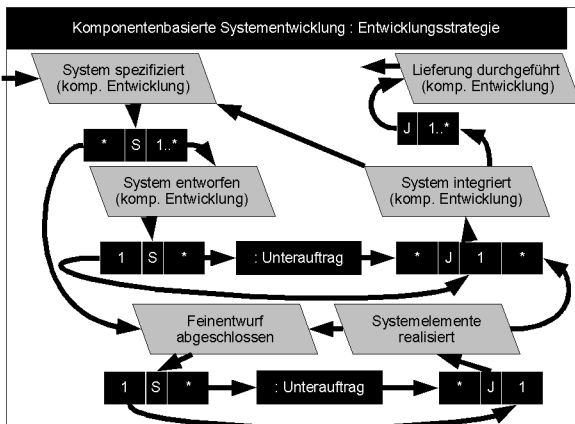 Komponentenbasierte Systementwicklung : Entwicklungsstrategie
System spezifiziert
(komp. Entwicklung)
Lieferung durchgeführt
(komp. Entwicklung)
J 1..*
* S 1..*
System entworfen
(komp. Entwicklung)
System integriert
(komp. Entwicklung)
1 S *
: Unterauftrag
* J 1 *
Feinentwurf
abgeschlossen
Systemelemente
realisiert
1 S *
: Unterauftrag
* J 1